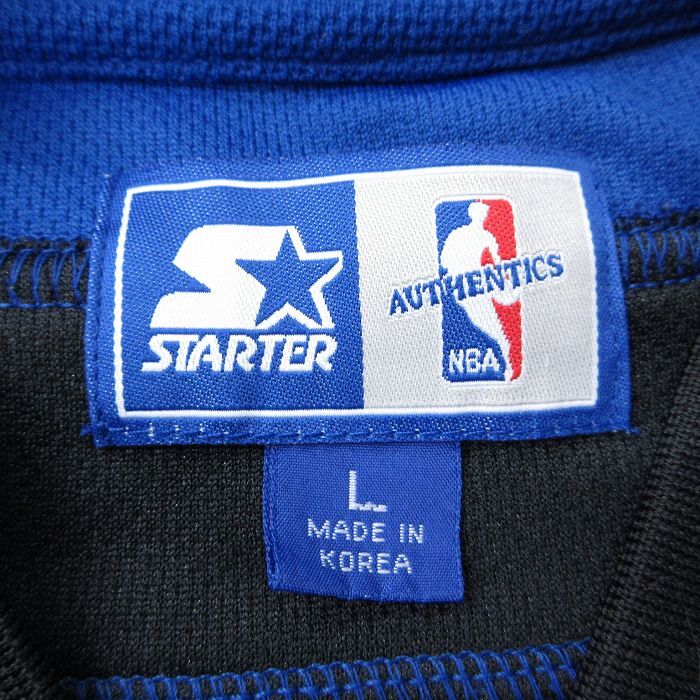 STARTER
AUTHENTICS
NBA
L
MADE IN
KOREA